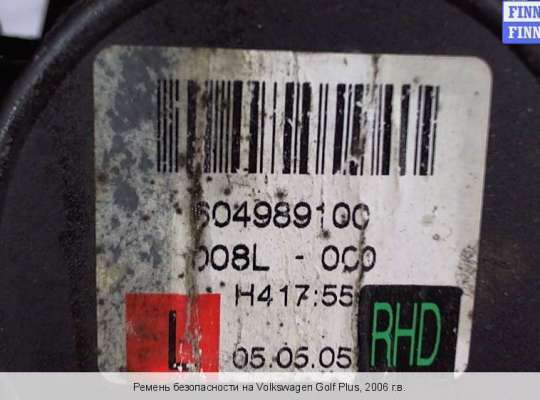 FINN
FINN
604989100
008L - 000
H417:55
L
05.05.05
RHD
Ремень безопасности на Volkswagen Golf Plus, 2006 г.в.